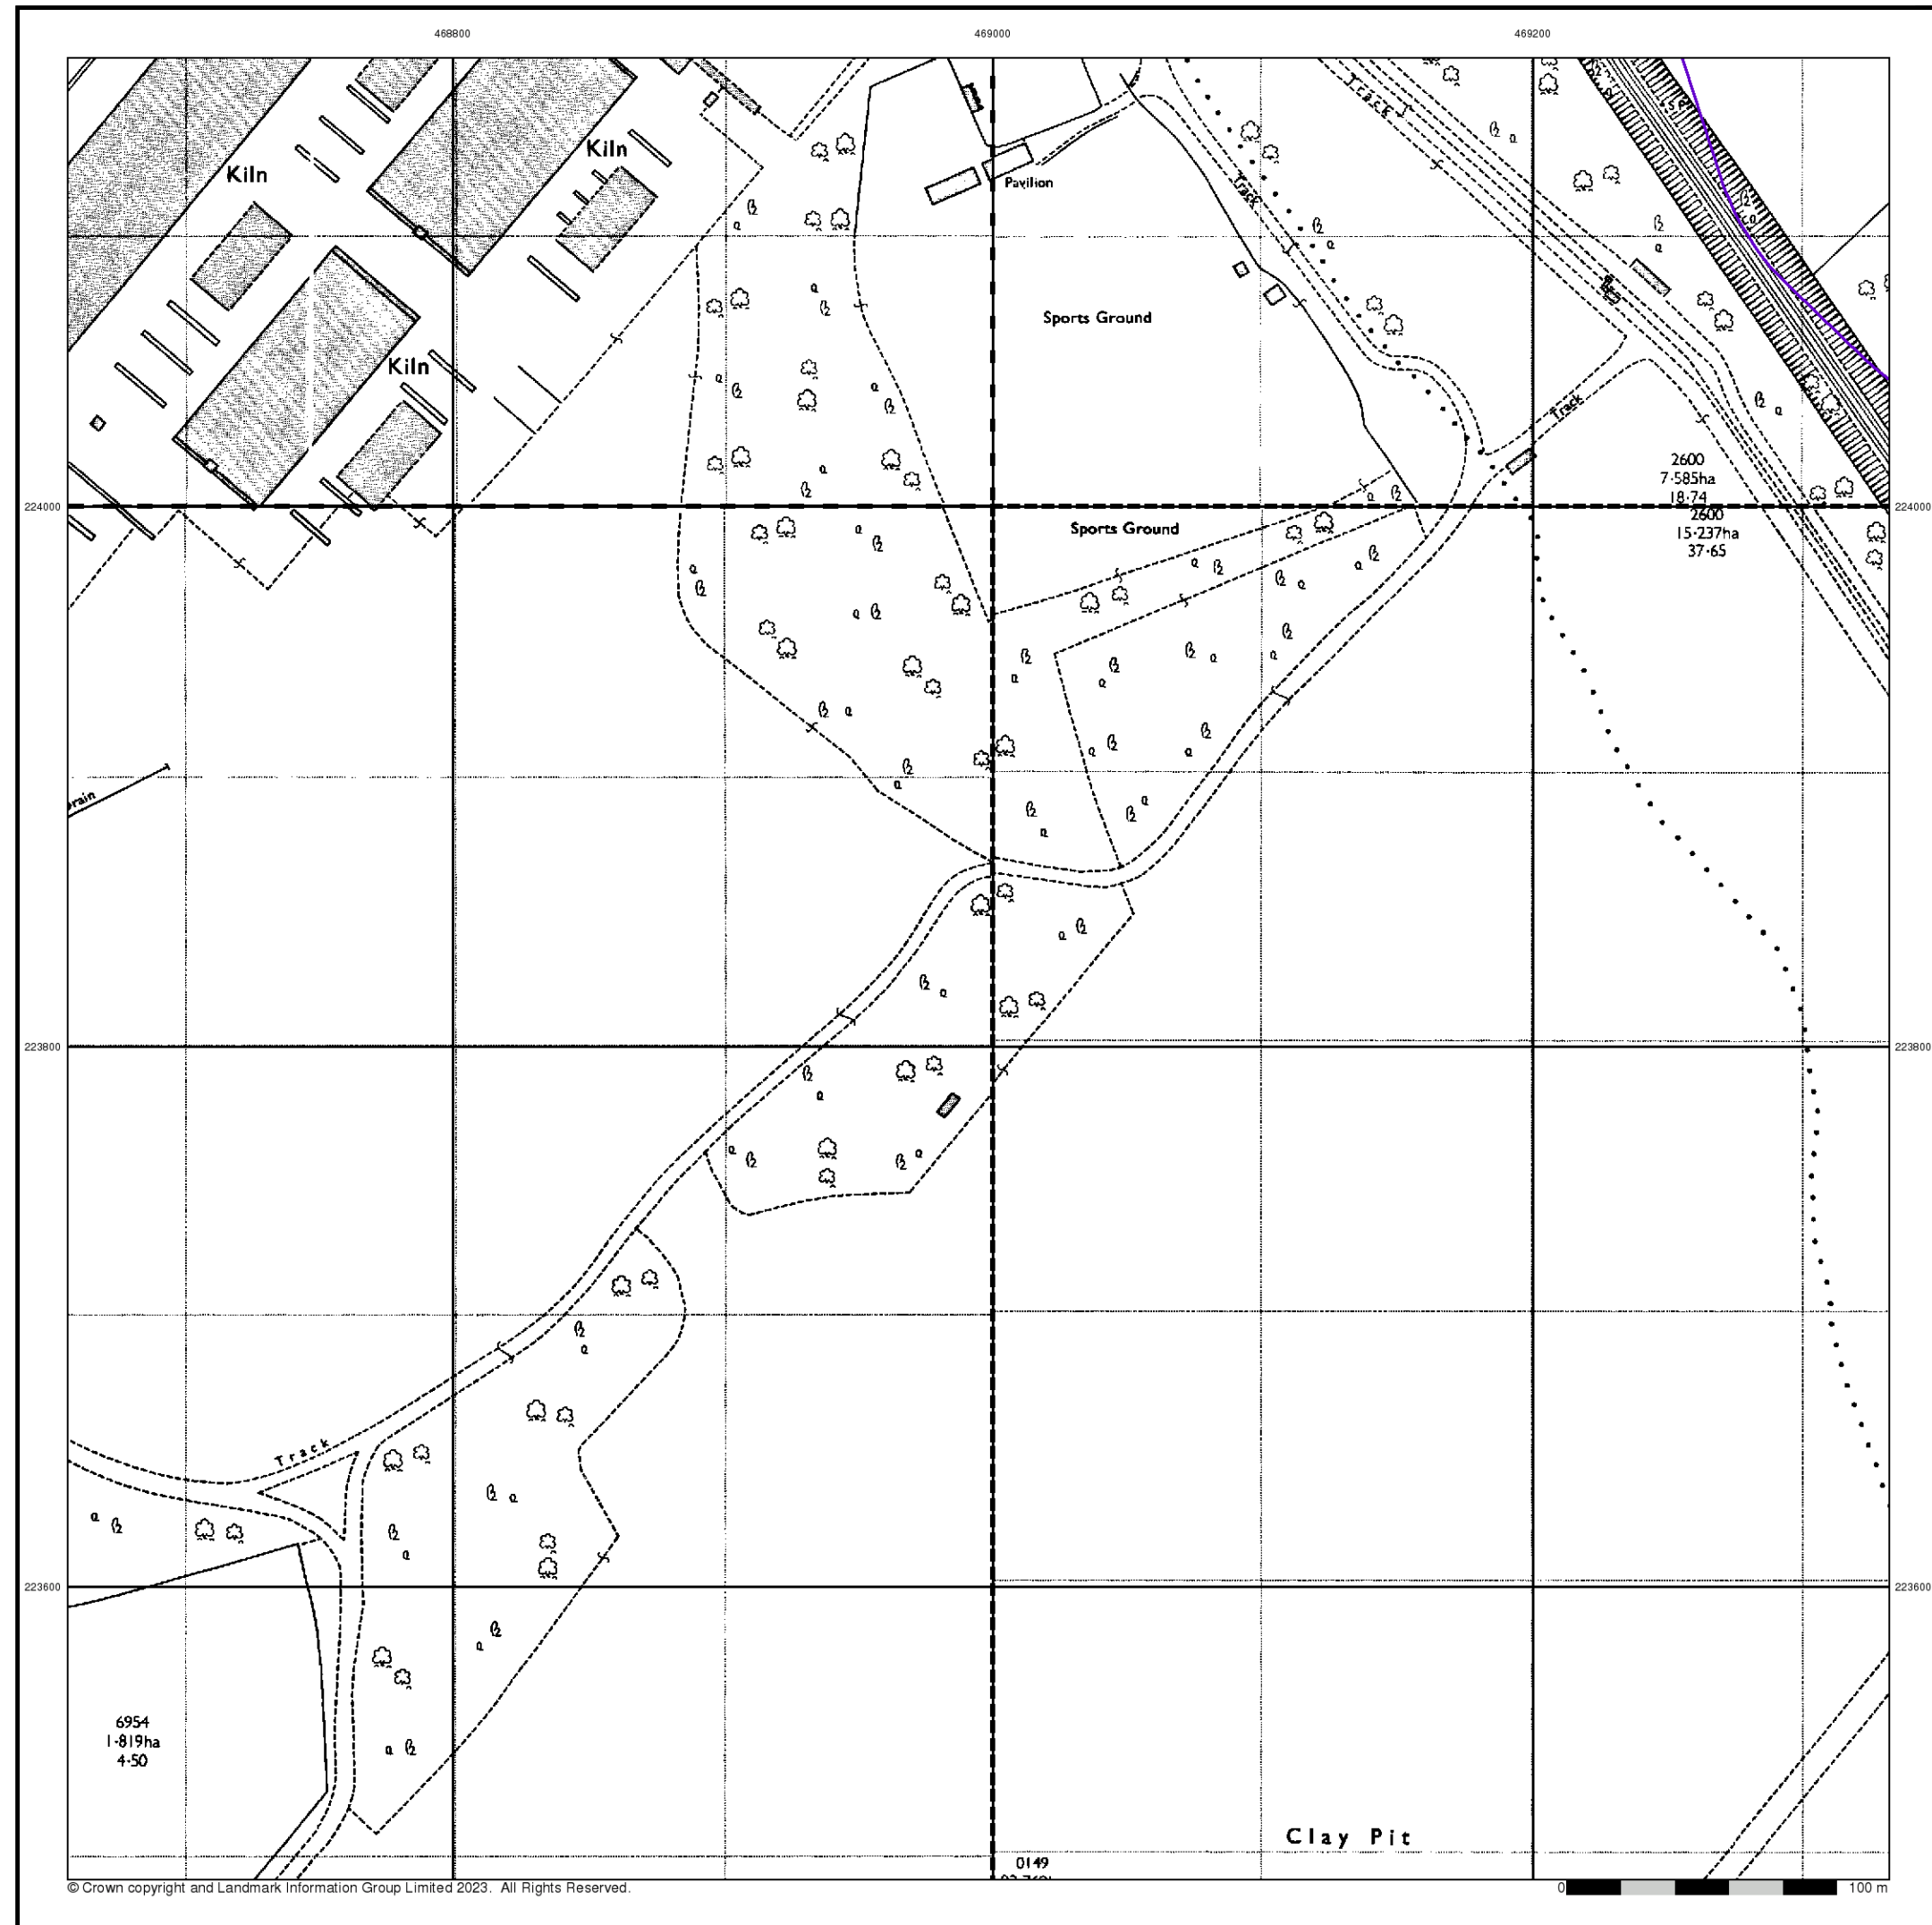 468800
469000
469200
Track
Kiln
Kiln
Pavilion
Track
Sports Ground
Kiln
Track
2600
7·585ha
18·74
224000
224000
Sports Ground
2600
15·237ha
37·65
223800
223800
Track
223600
223600
6954
1·819ha
4·50
Clay Pit
0149
© Crown copyright and Landmark Information Group Limited 2023. All Rights Reserved.
0
100 m